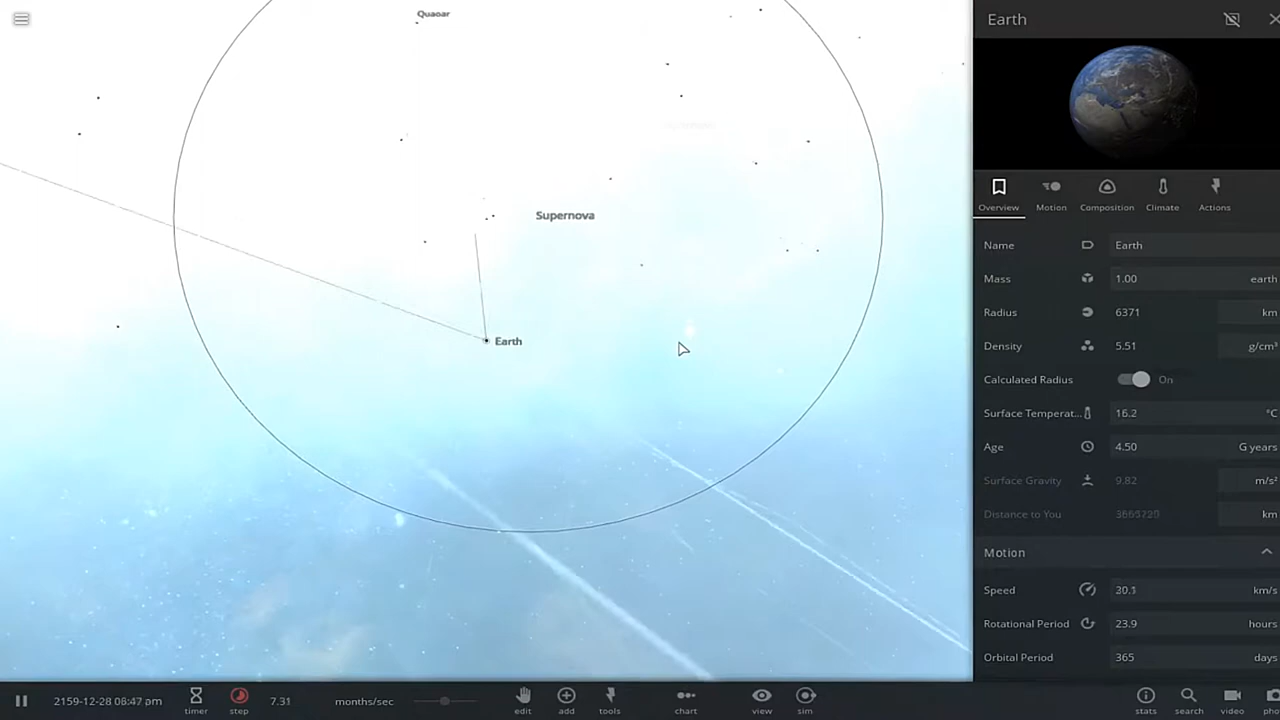 Quaoar
Supernova
Earth
Earth
Overview
Motion
Composition
Climate
Actions
Name Earth
Mass 1.00 earth
Radius 6371 km
Density 5.51 g/cm³
Calculated Radius On
Surface Temperat... 16.2 °C
Age 4.50 G years
Surface Gravity 9.82 m/s²
Distance to You km
Motion
Speed 30.1 km/s
Rotational Period 23.9 hours
Orbital Period 365 days
2159-12-28 08:47 pm
timer
step
7.31 months/sec
edit
add
tools
chart
view
sim
stats
search
video
pho